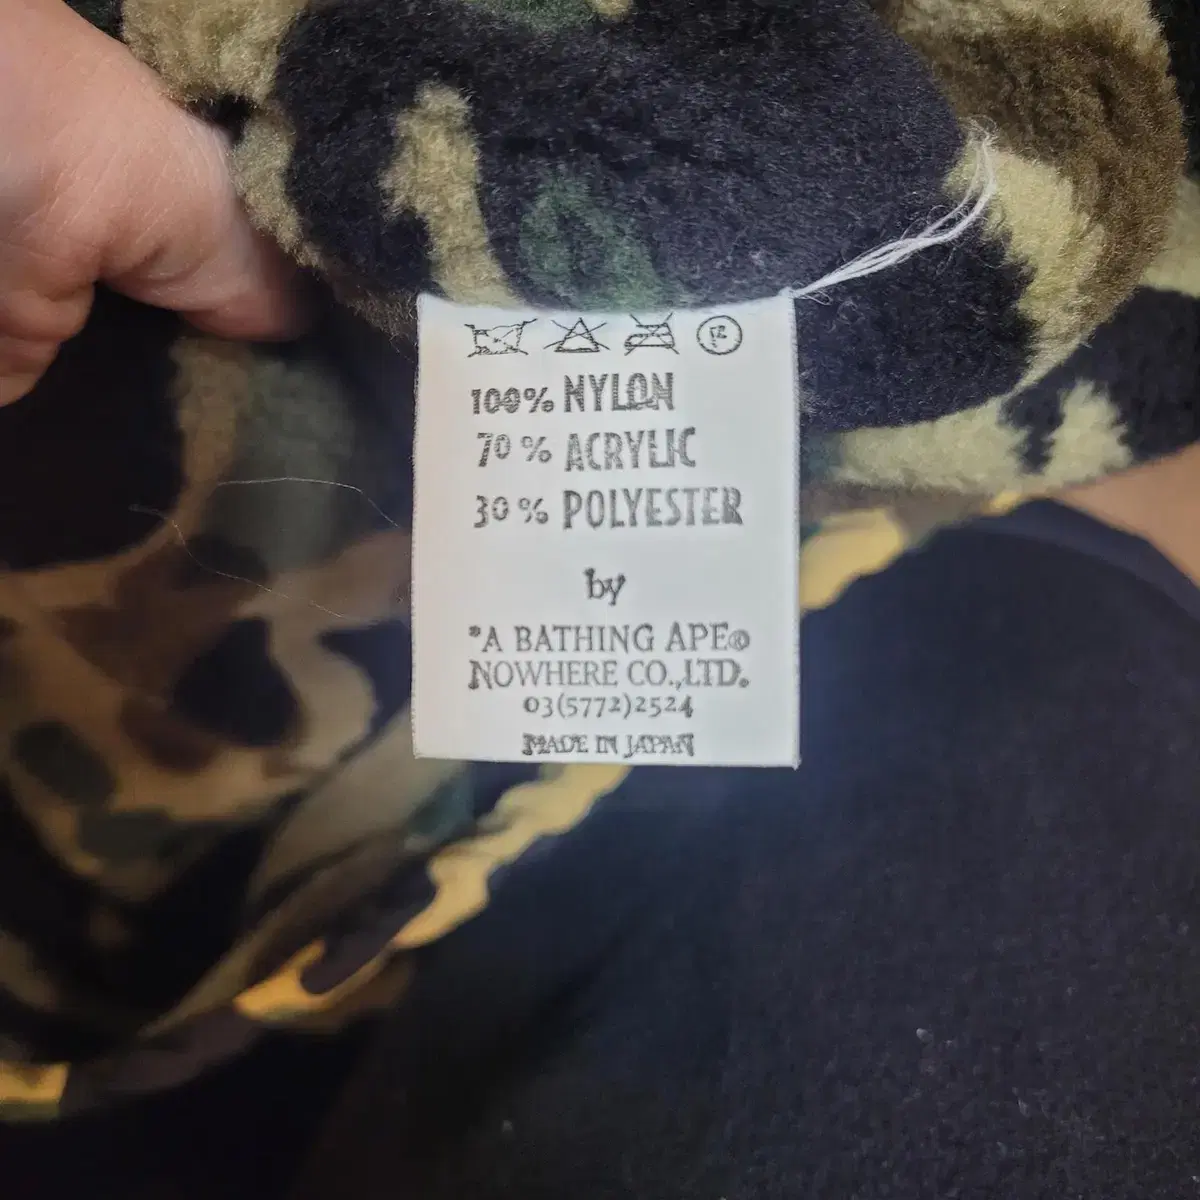 100% NYLON
70% ACRYLIC
30% POLYESTER
by
"A BATHING APE®
NOWHERE CO.,LTD.
03(5772)2524
MADE IN JAPAN